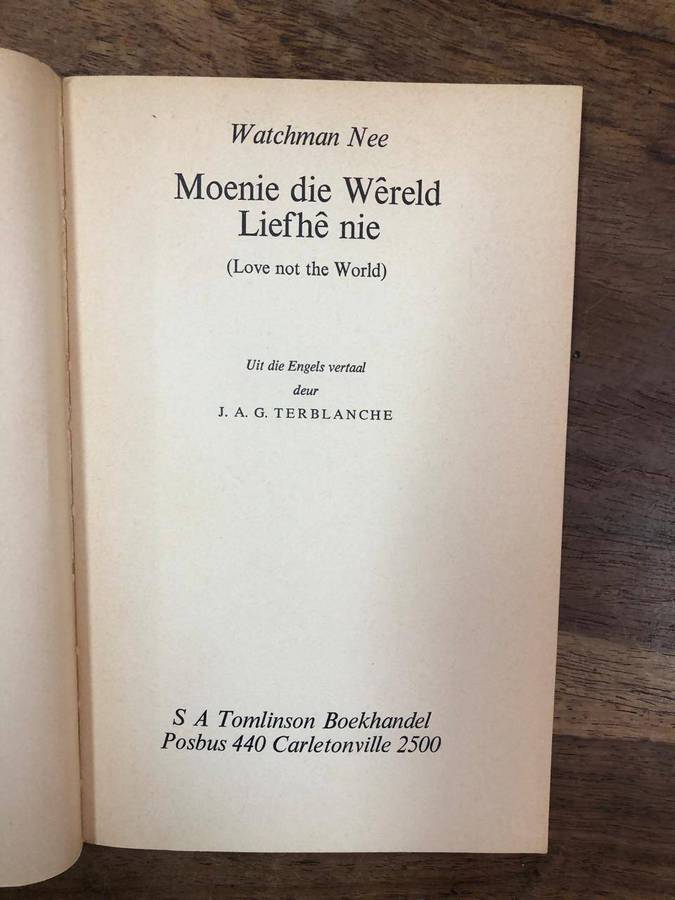 Watchman Nee
Moenie die Wêreld
Liefhê nie
(Love not the World)
Uit die Engels vertaal
deur
J. A. G. TERBLANCHE
S A Tomlinson Boekhandel
Posbus 440 Carletonville 2500